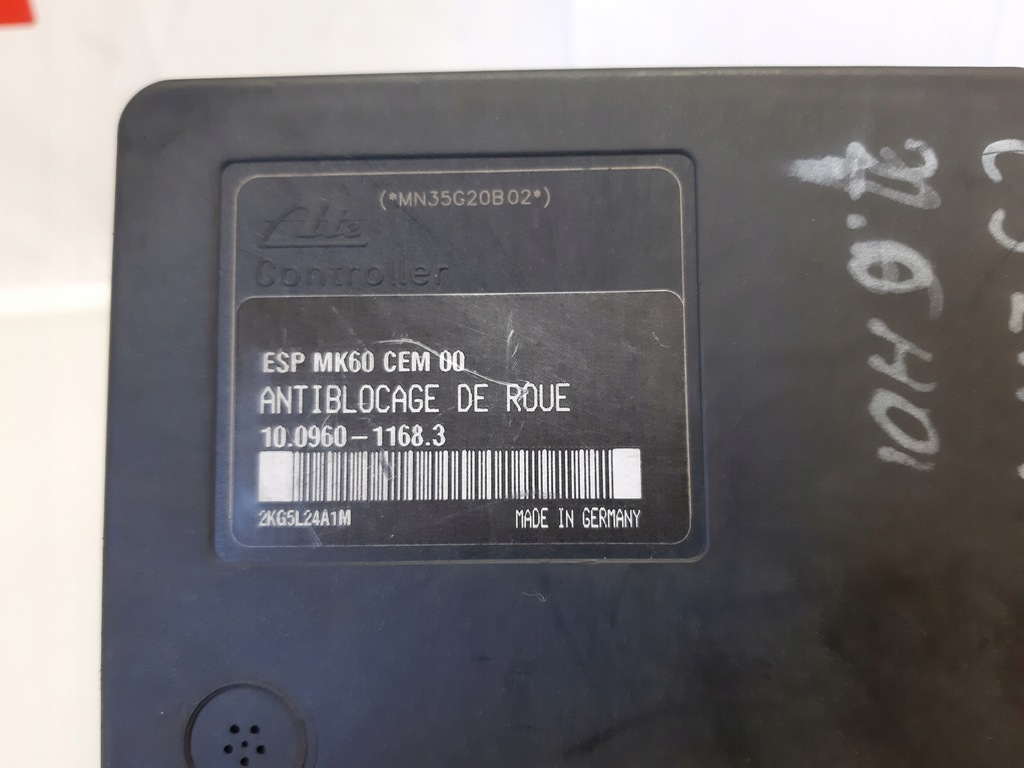 (*MN35G20B02*)
Ate
Controller
ESP MK60 CEM 00
ANTIBLOCAGE DE ROUE
10.0960-1168.3
2KG5L24A1M MADE IN GERMANY